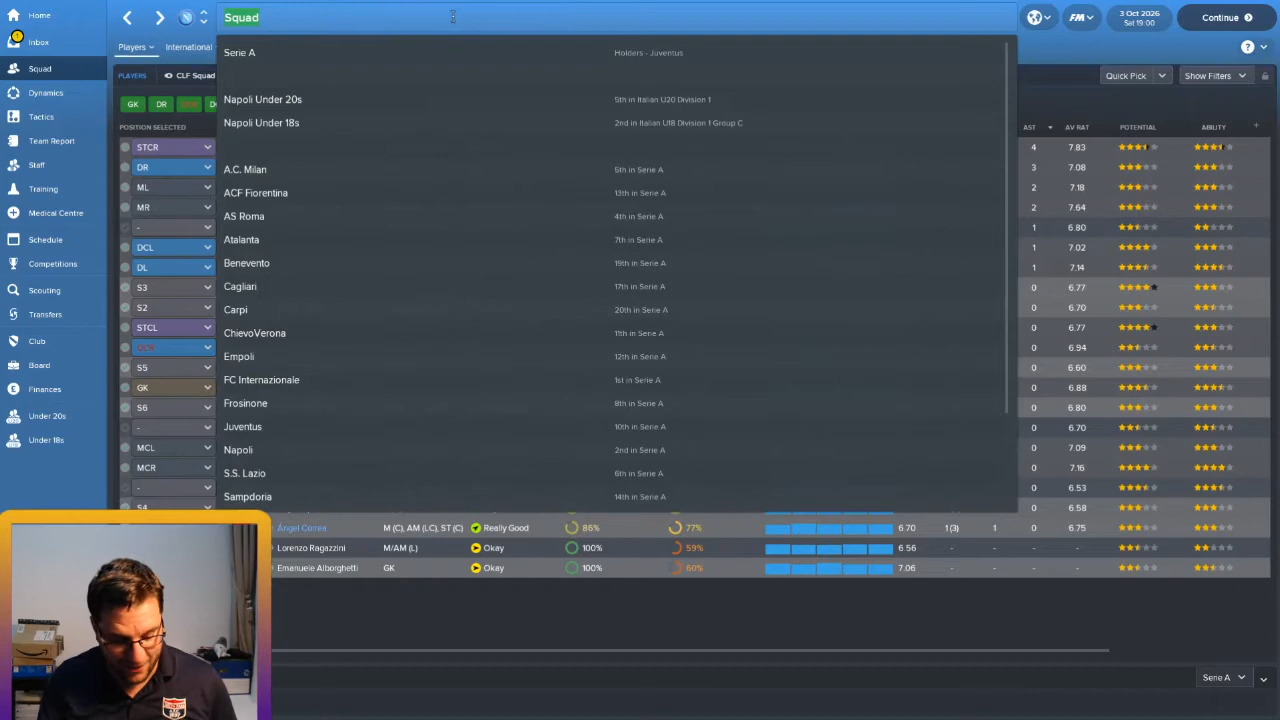 Home
Squad
3 Oct 2026
Sat 19:00
FM
Continue
Inbox
Serie A
Holders - Juventus
Players
International
Squad
PLAYERS
CLF Squad
Quick Pick
Show Filters
Dynamics
Napoli Under 20s
5th in Italian U20 Division 1
GK
DR
Tactics
Napoli Under 18s
2nd in Italian U18 Division 1 Group C
POSITION SELECTED
AST
AV RAT
POTENTIAL
ABILITY
Team Report
STCR
4
7.83
Staff
DR
A.C. Milan
5th in Serie A
3
7.08
Training
ML
ACF Fiorentina
13th in Serie A
2
7.18
Medical Centre
MR
AS Roma
4th in Serie A
2
7.64
-
1
6.80
Schedule
DCL
Atalanta
7th in Serie A
1
7.02
Competitions
DL
Benevento
19th in Serie A
1
7.14
Scouting
S3
Cagliari
17th in Serie A
0
6.77
Transfers
S2
Carpi
20th in Serie A
0
6.70
Club
STCL
ChievoVerona
11th in Serie A
0
6.77
DCR
Empoli
12th in Serie A
0
6.94
Board
S5
0
6.60
Finances
GK
FC Internazionale
1st in Serie A
0
6.88
Under 20s
S6
Frosinone
8th in Serie A
0
6.80
Under 18s
-
Juventus
10th in Serie A
0
6.70
MCL
Napoli
2nd in Serie A
0
7.09
MCR
S.S. Lazio
6th in Serie A
0
7.16
-
Sampdoria
14th in Serie A
0
6.53
S4
0
6.58
Ángel Correa
M (C), AM (LC), ST (C)
Really Good
86%
77%
6.70
1(3)
1
0
6.75
Lorenzo Ragazzini
M/AM (L)
Okay
100%
59%
6.56
-
-
-
-
Emanuele Alborghetti
GK
Okay
100%
60%
7.06
-
-
-
-
Serie A